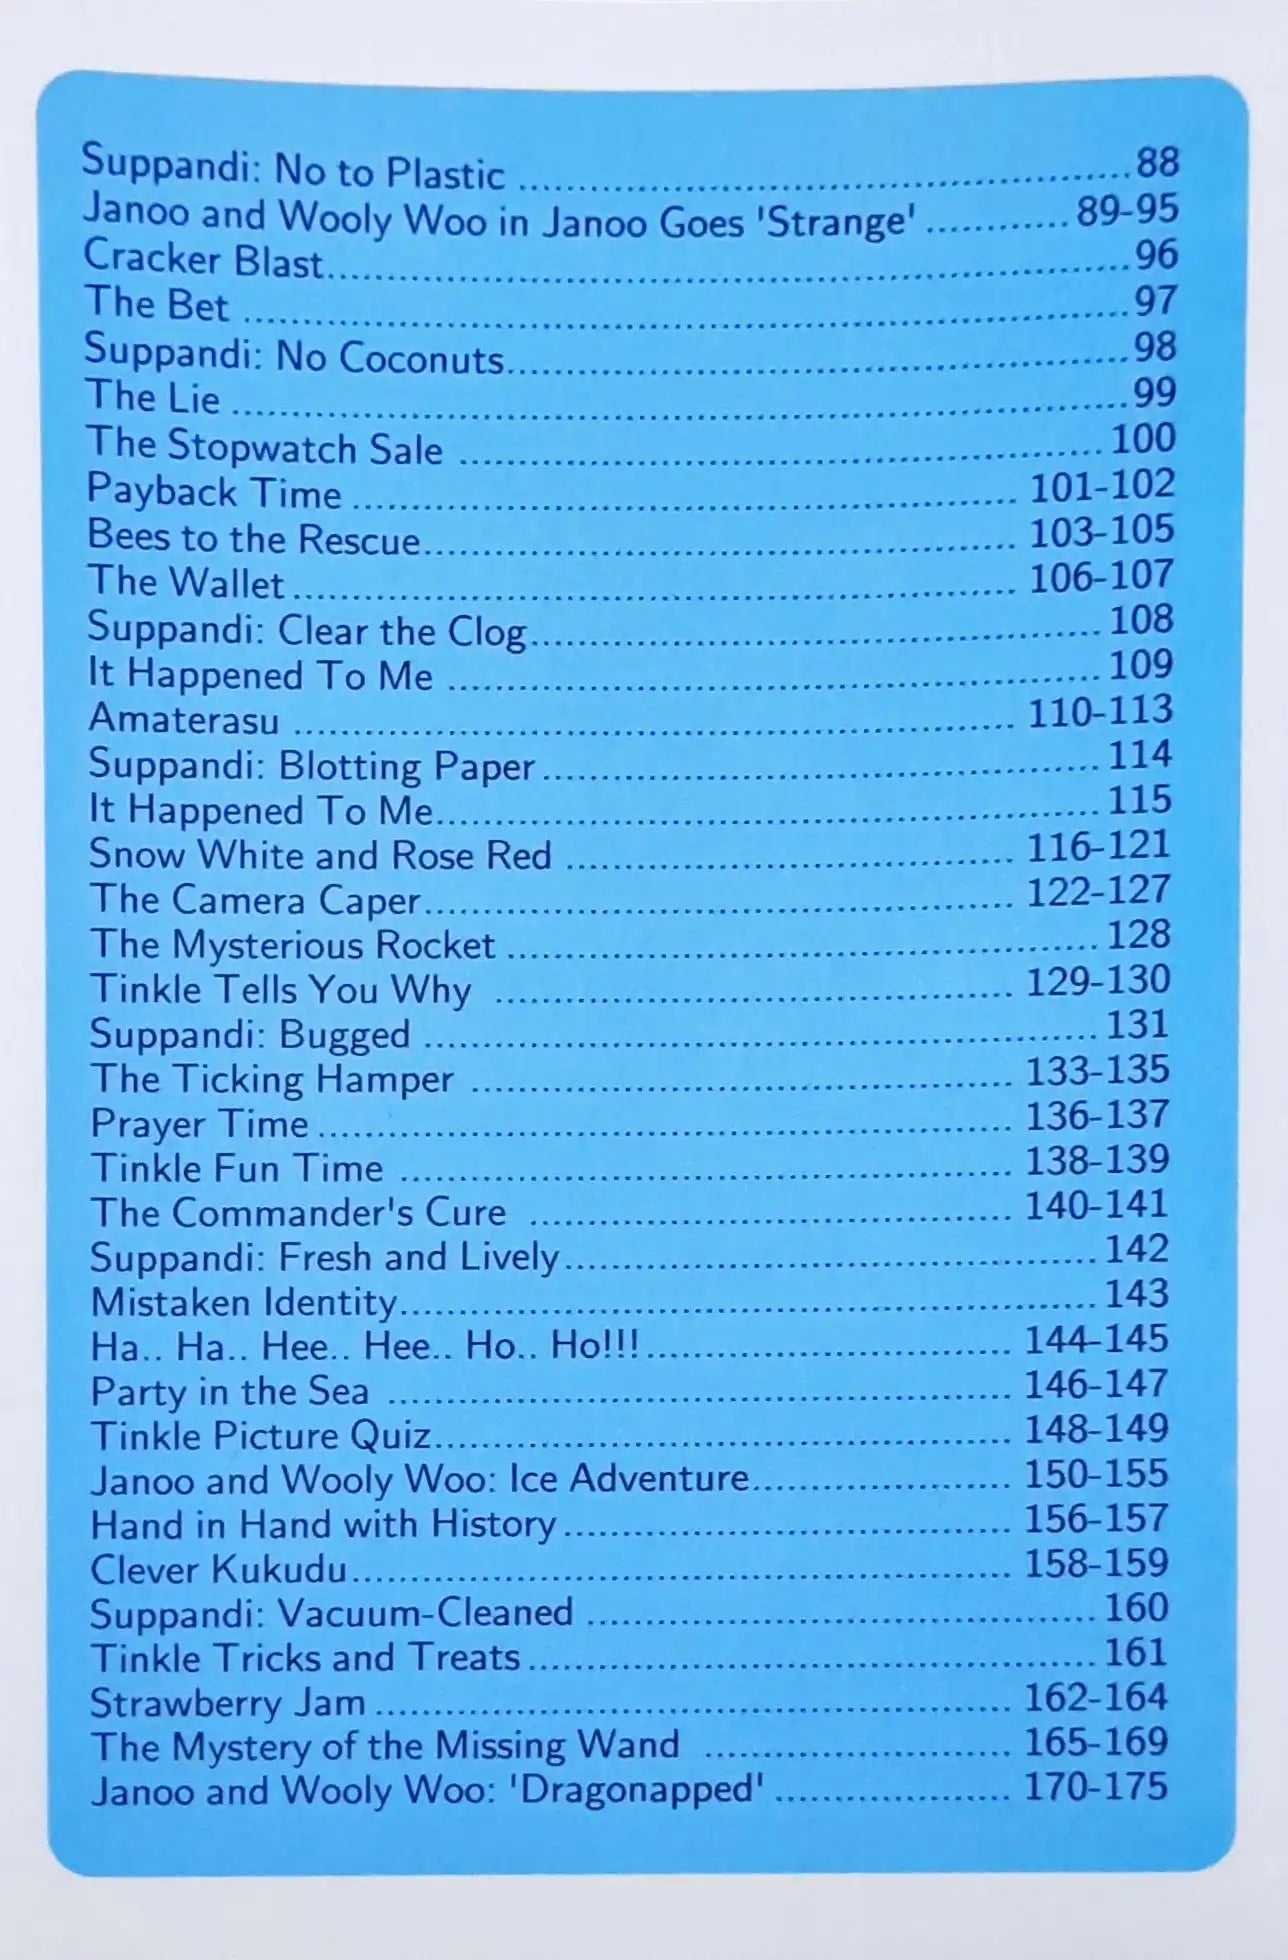 Suppandi: No to Plastic ........ 88
Janoo and Wooly Woo in Janoo Goes 'Strange' ........ 89-95
Cracker Blast........ 96
The Bet ........ 97
Suppandi: No Coconuts........ 98
The Lie ........ 99
The Stopwatch Sale ........ 100
Payback Time ........ 101-102
Bees to the Rescue........ 103-105
The Wallet ........ 106-107
Suppandi: Clear the Clog........ 108
It Happened To Me ........ 109
Amaterasu ........ 110-113
Suppandi: Blotting Paper ........ 114
It Happened To Me........ 115
Snow White and Rose Red ........ 116-121
The Camera Caper........ 122-127
The Mysterious Rocket ........ 128
Tinkle Tells You Why ........ 129-130
Suppandi: Bugged ........ 131
The Ticking Hamper ........ 133-135
Prayer Time ........ 136-137
Tinkle Fun Time ........ 138-139
The Commander's Cure ........ 140-141
Suppandi: Fresh and Lively........ 142
Mistaken Identity........ 143
Ha.. Ha.. Hee.. Hee.. Ho.. Ho!!!........ 144-145
Party in the Sea ........ 146-147
Tinkle Picture Quiz........ 148-149
Janoo and Wooly Woo: Ice Adventure........ 150-155
Hand in Hand with History ........ 156-157
Clever Kukudu........ 158-159
Suppandi: Vacuum-Cleaned ........ 160
Tinkle Tricks and Treats ........ 161
Strawberry Jam ........ 162-164
The Mystery of the Missing Wand ........ 165-169
Janoo and Wooly Woo: 'Dragonapped' ........ 170-175